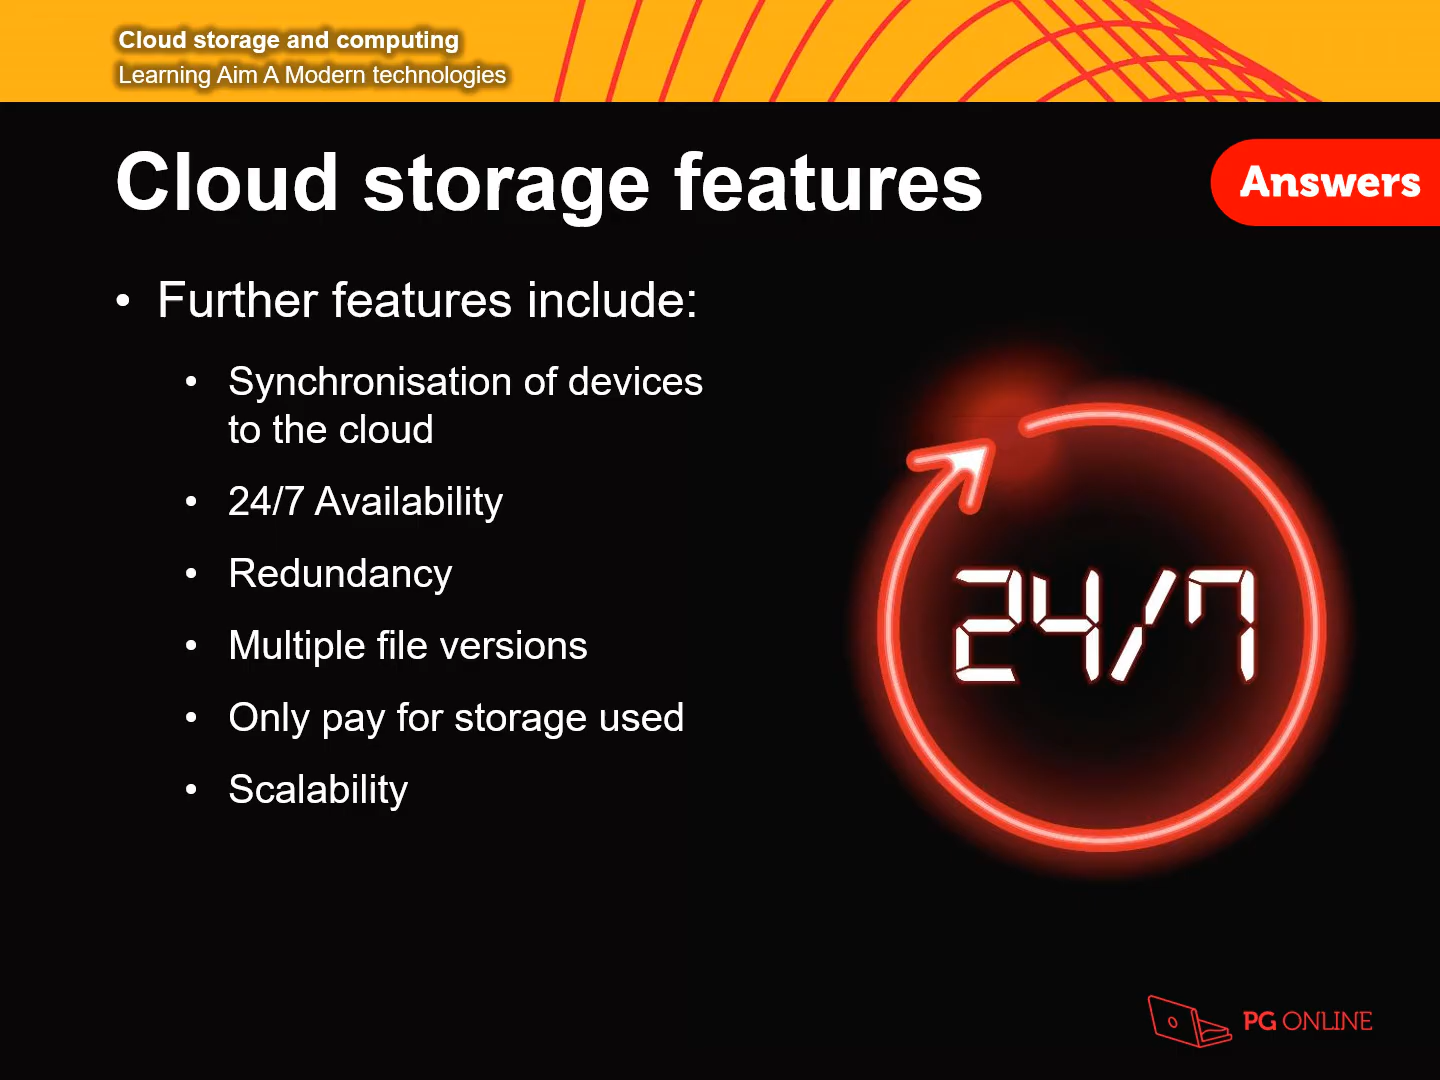 Cloud storage and computing
Learning Aim A Modern technologies
Cloud storage features
Answers
• Further features include:
• Synchronisation of devices
to the cloud
• 24/7 Availability
• Redundancy
• Multiple file versions
• Only pay for storage used
• Scalability
24/7
PG ONLINE